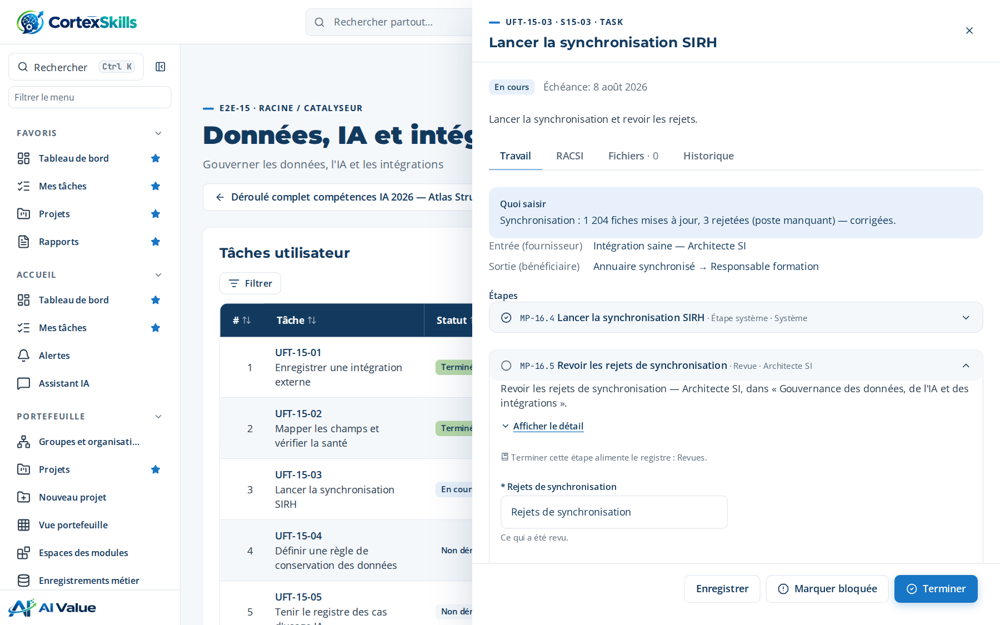 CortexSkills
Rechercher partout...
Rechercher
Ctrl K
Filtrer le menu
FAVORIS
Tableau de bord
Mes tâches
Projets
Rapports
ACCUEIL
Tableau de bord
Mes tâches
Alertes
Assistant IA
PORTEFEUILLE
Groupes et organisati...
Projets
Nouveau projet
Vue portefeuille
Espaces des modules
Enregistrements métier
AI Value
E2E-15 · RACINE / CATALYSEUR
Données, IA et intég
Gouverner les données, l'IA et les intégrations
Déroulé complet compétences IA 2026 — Atlas Stru
Tâches utilisateur
Filtrer
# Tâche Statut
1 UFT-15-01 Terminé
Enregistrer une intégration
externe
2 UFT-15-02 Terminé
Mapper les champs et
vérifier la santé
3 UFT-15-03 En cour
Lancer la synchronisation
SIRH
4 UFT-15-04 Non dér
Définir une règle de
conservation des données
5 UFT-15-05 Non dér
Tenir le registre des cas
d'usage IA
UFT-15-03 · S15-03 · TASK
Lancer la synchronisation SIRH
En cours Échéance: 8 août 2026
Lancer la synchronisation et revoir les rejets.
Travail RACSI Fichiers · 0 Historique
Quoi saisir
Synchronisation : 1 204 fiches mises à jour, 3 rejetées (poste manquant) — corrigées.
Entrée (fournisseur) Intégration saine — Architecte SI
Sortie (bénéficiaire) Annuaire synchronisé → Responsable formation
Étapes
MP-16.4 Lancer la synchronisation SIRH · Étape système · Système
MP-16.5 Revoir les rejets de synchronisation · Revue · Architecte SI
Revoir les rejets de synchronisation — Architecte SI, dans « Gouvernance des données, de l'IA et des
intégrations ».
Afficher le détail
Terminer cette étape alimente le registre : Revues.
* Rejets de synchronisation
Rejets de synchronisation
Ce qui a été revu.
Enregistrer
Marquer bloquée
Terminer